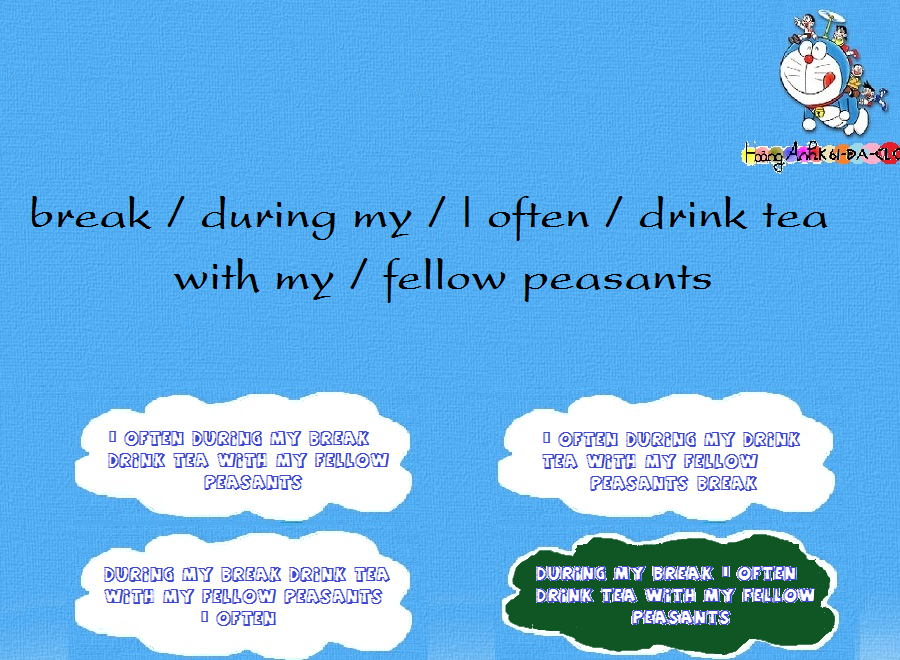 Hoàng Anh K61-ĐA-CLC
break / during my / I often / drink tea
with my / fellow peasants
I OFTEN DURING MY BREAK
DRINK TEA WITH MY FELLOW
PEASANTS
I OFTEN DURING MY DRINK
TEA WITH MY FELLOW
PEASANTS BREAK
DURING MY BREAK DRINK TEA
WITH MY FELLOW PEASANTS
I OFTEN
DURING MY BREAK I OFTEN
DRINK TEA WITH MY FELLOW
PEASANTS